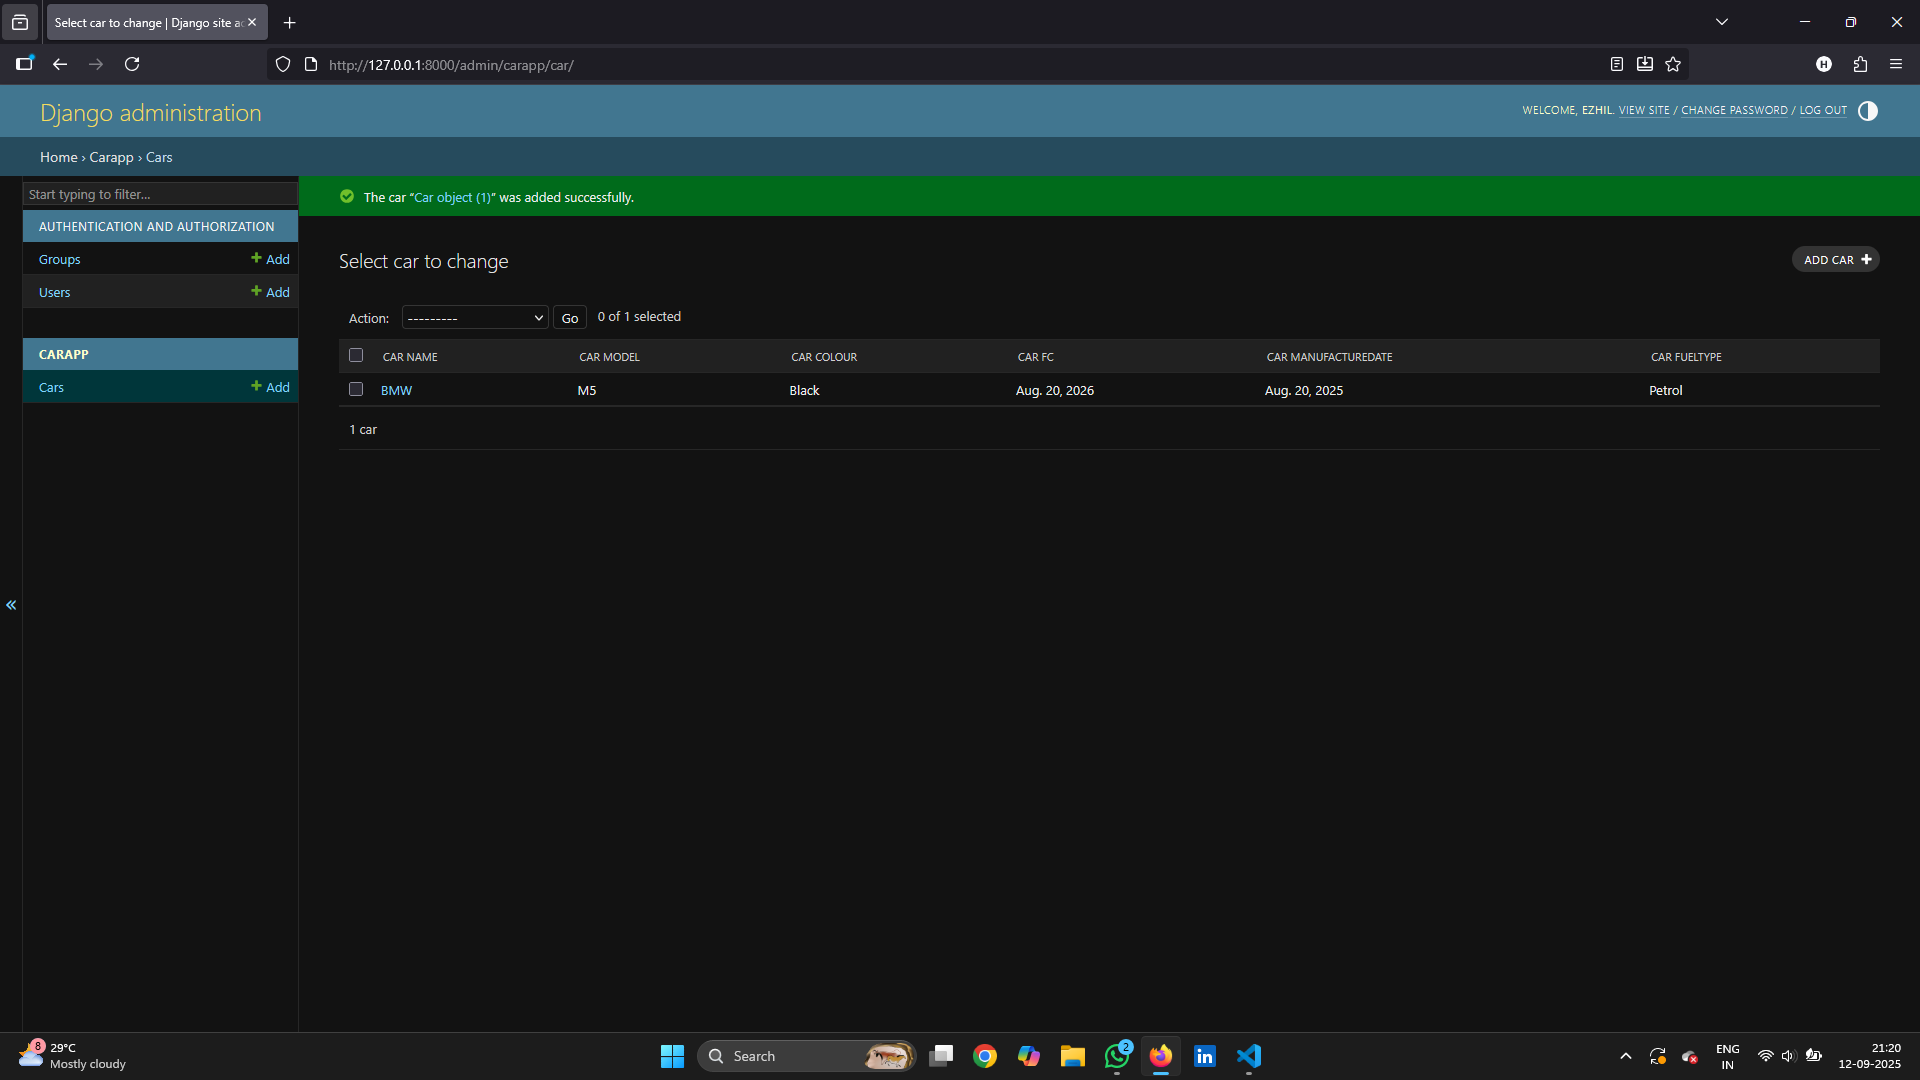 Select car to change | Django site a
http://127.0.0.1:8000/admin/carapp/car/
Django administration
WELCOME, EZHIL. VIEW SITE / CHANGE PASSWORD / LOG OUT
Home › Carapp › Cars
Start typing to filter...
The car “Car object (1)” was added successfully.
AUTHENTICATION AND AUTHORIZATION
Groups + Add
Users + Add
CARAPP
Cars + Add
Select car to change
ADD CAR +
Action: --------- Go 0 of 1 selected
CAR NAME CAR MODEL CAR COLOUR CAR FC CAR MANUFACTUREDATE CAR FUELTYPE
BMW M5 Black Aug. 20, 2026 Aug. 20, 2025 Petrol
1 car
8
29°C
Mostly cloudy
Search
2
ENG
IN
21:20
12-09-2025